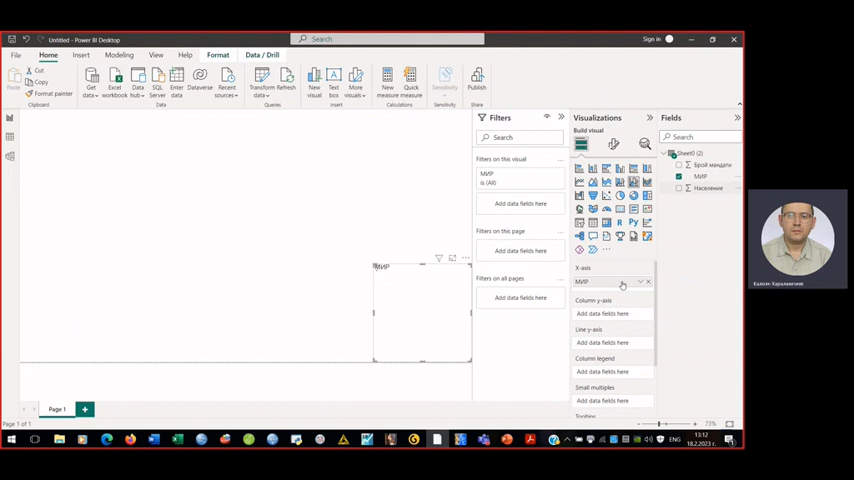 Untitled - Power BI Desktop
Search
Sign in
File Home Insert Modeling View Help Format Data / Drill
Paste
Cut
Copy
Format painter
Clipboard
Get data
Excel workbook
Data hub
SQL Server
Enter data
Dataverse
Recent sources
Data
Transform data
Refresh
Queries
New visual
Text box
More visuals
Insert
New measure
Quick measure
Calculations
Sensitivity
Sensitivity
Publish
Share
Filters
Search
Filters on this visual
МИР
is (All)
Add data fields here
Filters on this page
Add data fields here
Filters on all pages
Add data fields here
Visualizations
Build visual
X-axis
МИР
Column y-axis
Add data fields here
Line y-axis
Add data fields here
Column legend
Add data fields here
Small multiples
Add data fields here
Tooltips
Fields
Search
Sheet0 (2)
Брой мандати
МИР
Население
МИР
Page 1
Page 1 of 1
73%
ENG
13:12
18.2.2023 г.